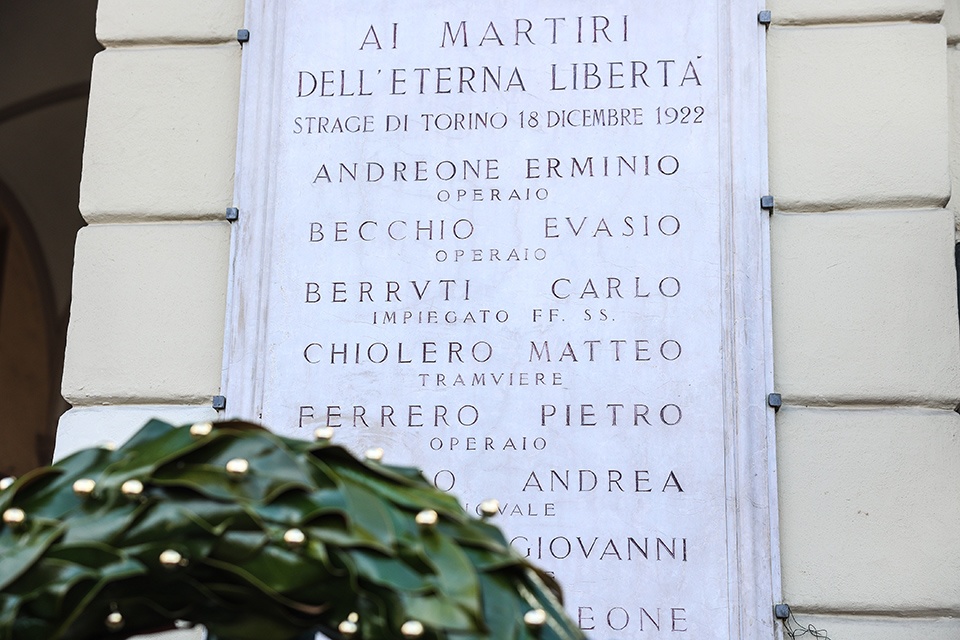 AI MARTIRI
DELL'ETERNA LIBERTÁ
STRAGE DI TORINO 18 DICEMBRE 1922
ANDREONE ERMINIO
OPERAIO
BECCHIO EVASIO
OPERAIO
BERRVTI CARLO
IMPIEGATO FF. SS.
CHIOLERO MATTEO
TRAMVIERE
FERRERO PIETRO
OPERAIO
ANDREA
GIOVANNI